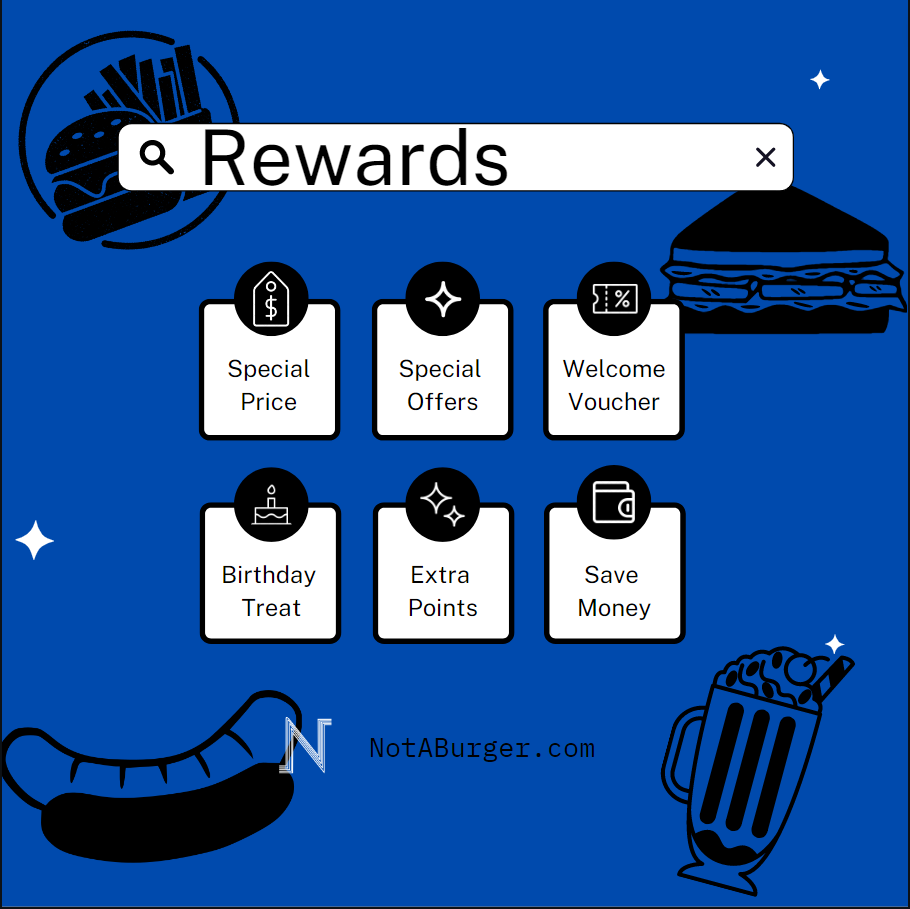 Rewards
Special
Price
Special
Offers
Welcome
Voucher
Birthday
Treat
Extra
Points
Save
Money
N
NotABurger.com